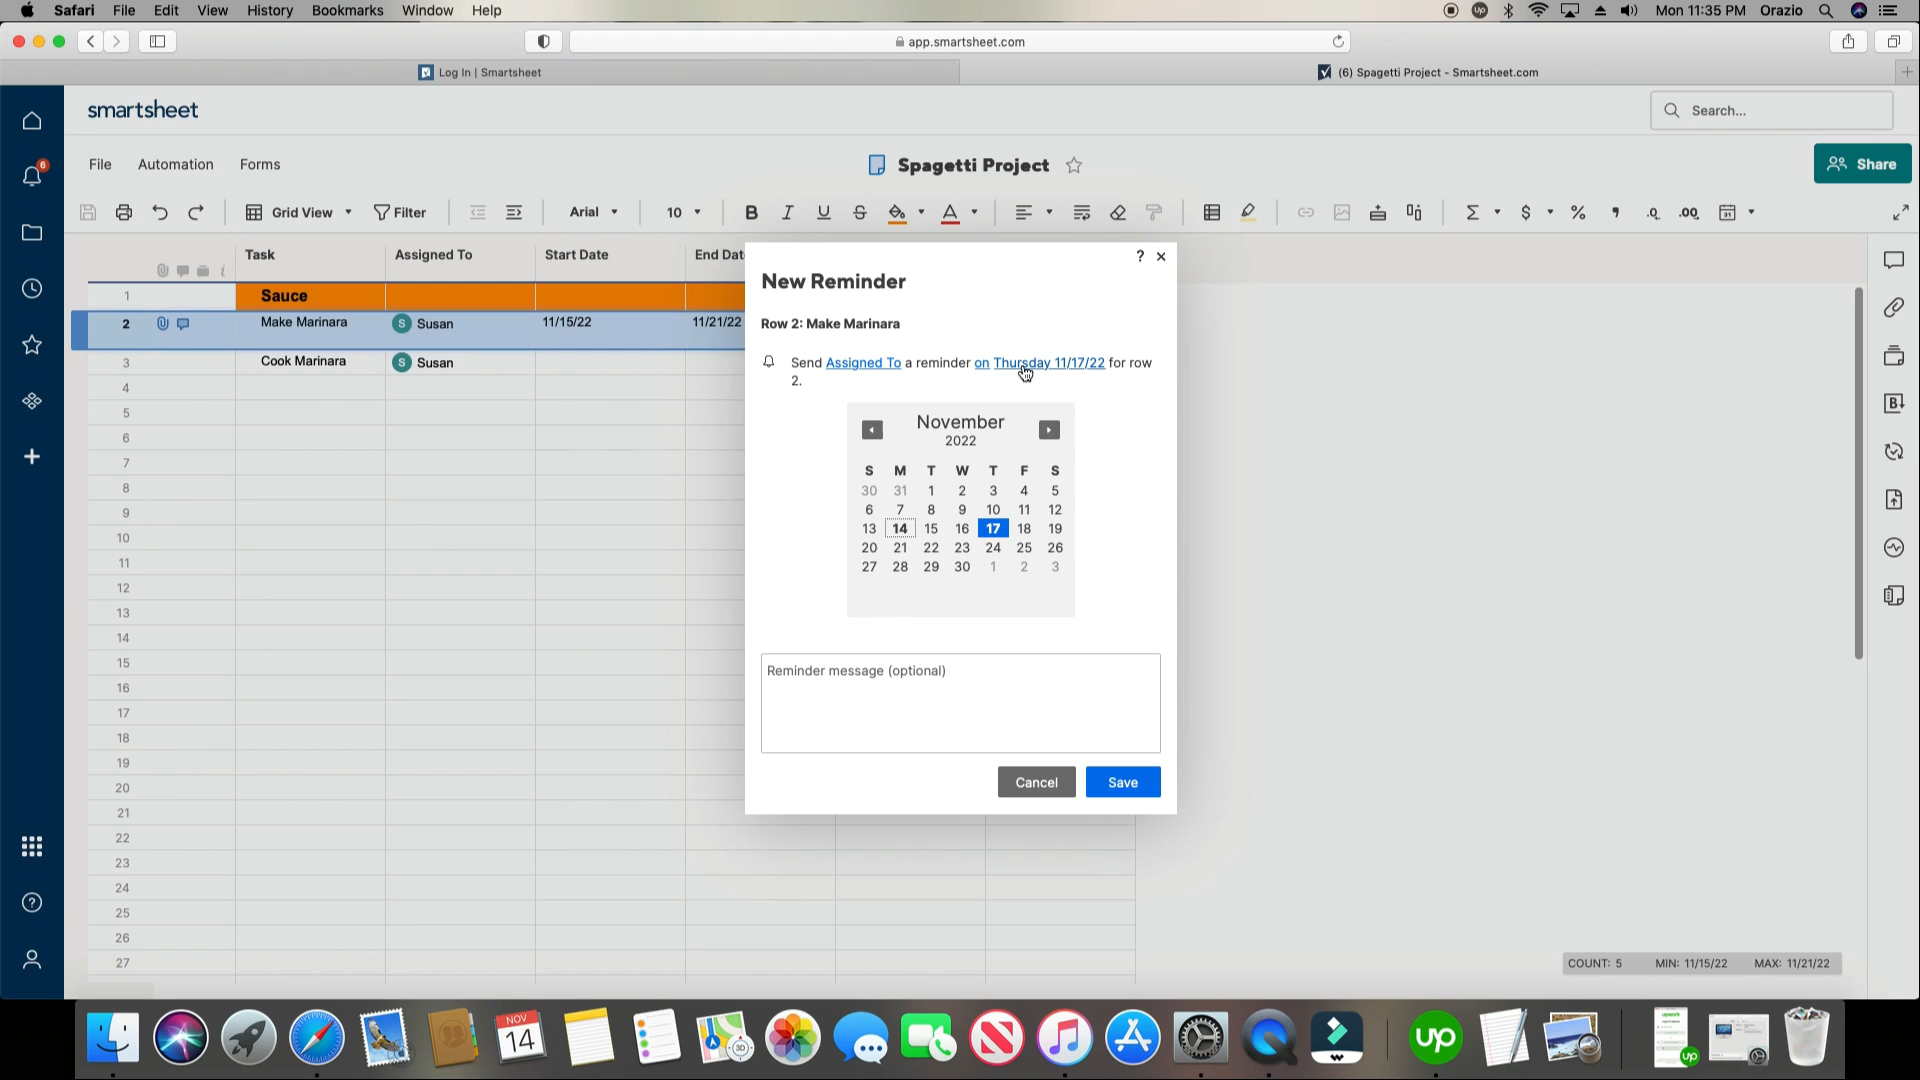 Safari File Edit View History Bookmarks Window Help
Mon 11:35 PM Orazio
app.smartsheet.com
Log In | Smartsheet
(6) Spagetti Project - Smartsheet.com
smartsheet
Search...
6
File Automation Forms
Spagetti Project
Share
Grid View
Filter
Arial
10
B I U S A
Σ $ % , .0 .00
Task Assigned To Start Date End Dat
1 Sauce
2 Make Marinara S Susan 11/15/22 11/21/22
3 Cook Marinara S Susan
4
5
6
7
8
9
10
11
12
13
14
15
16
17
18
19
20
21
22
23
24
25
26
27
? ×
New Reminder
Row 2: Make Marinara
Send Assigned To a reminder on Thursday 11/17/22 for row
2.
November
2022
S M T W T F S
30 31 1 2 3 4 5
6 7 8 9 10 11 12
13 14 15 16 17 18 19
20 21 22 23 24 25 26
27 28 29 30 1 2 3
Reminder message (optional)
Cancel Save
COUNT: 5 MIN: 11/15/22 MAX: 11/21/22
NOV
14
up